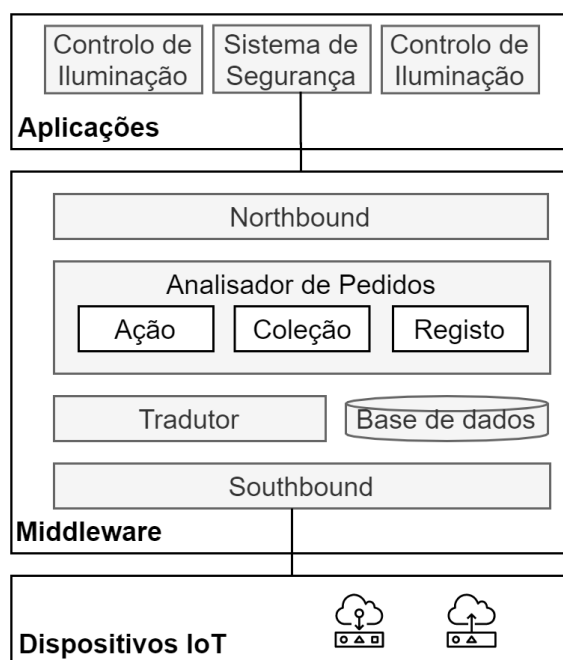 Controlo de
Iluminação
Sistema de
Segurança
Controlo de
Iluminação
Aplicações
Northbound
Analisador de Pedidos
Ação
Coleção
Registo
Tradutor
Base de dados
Southbound
Middleware
Dispositivos IoT